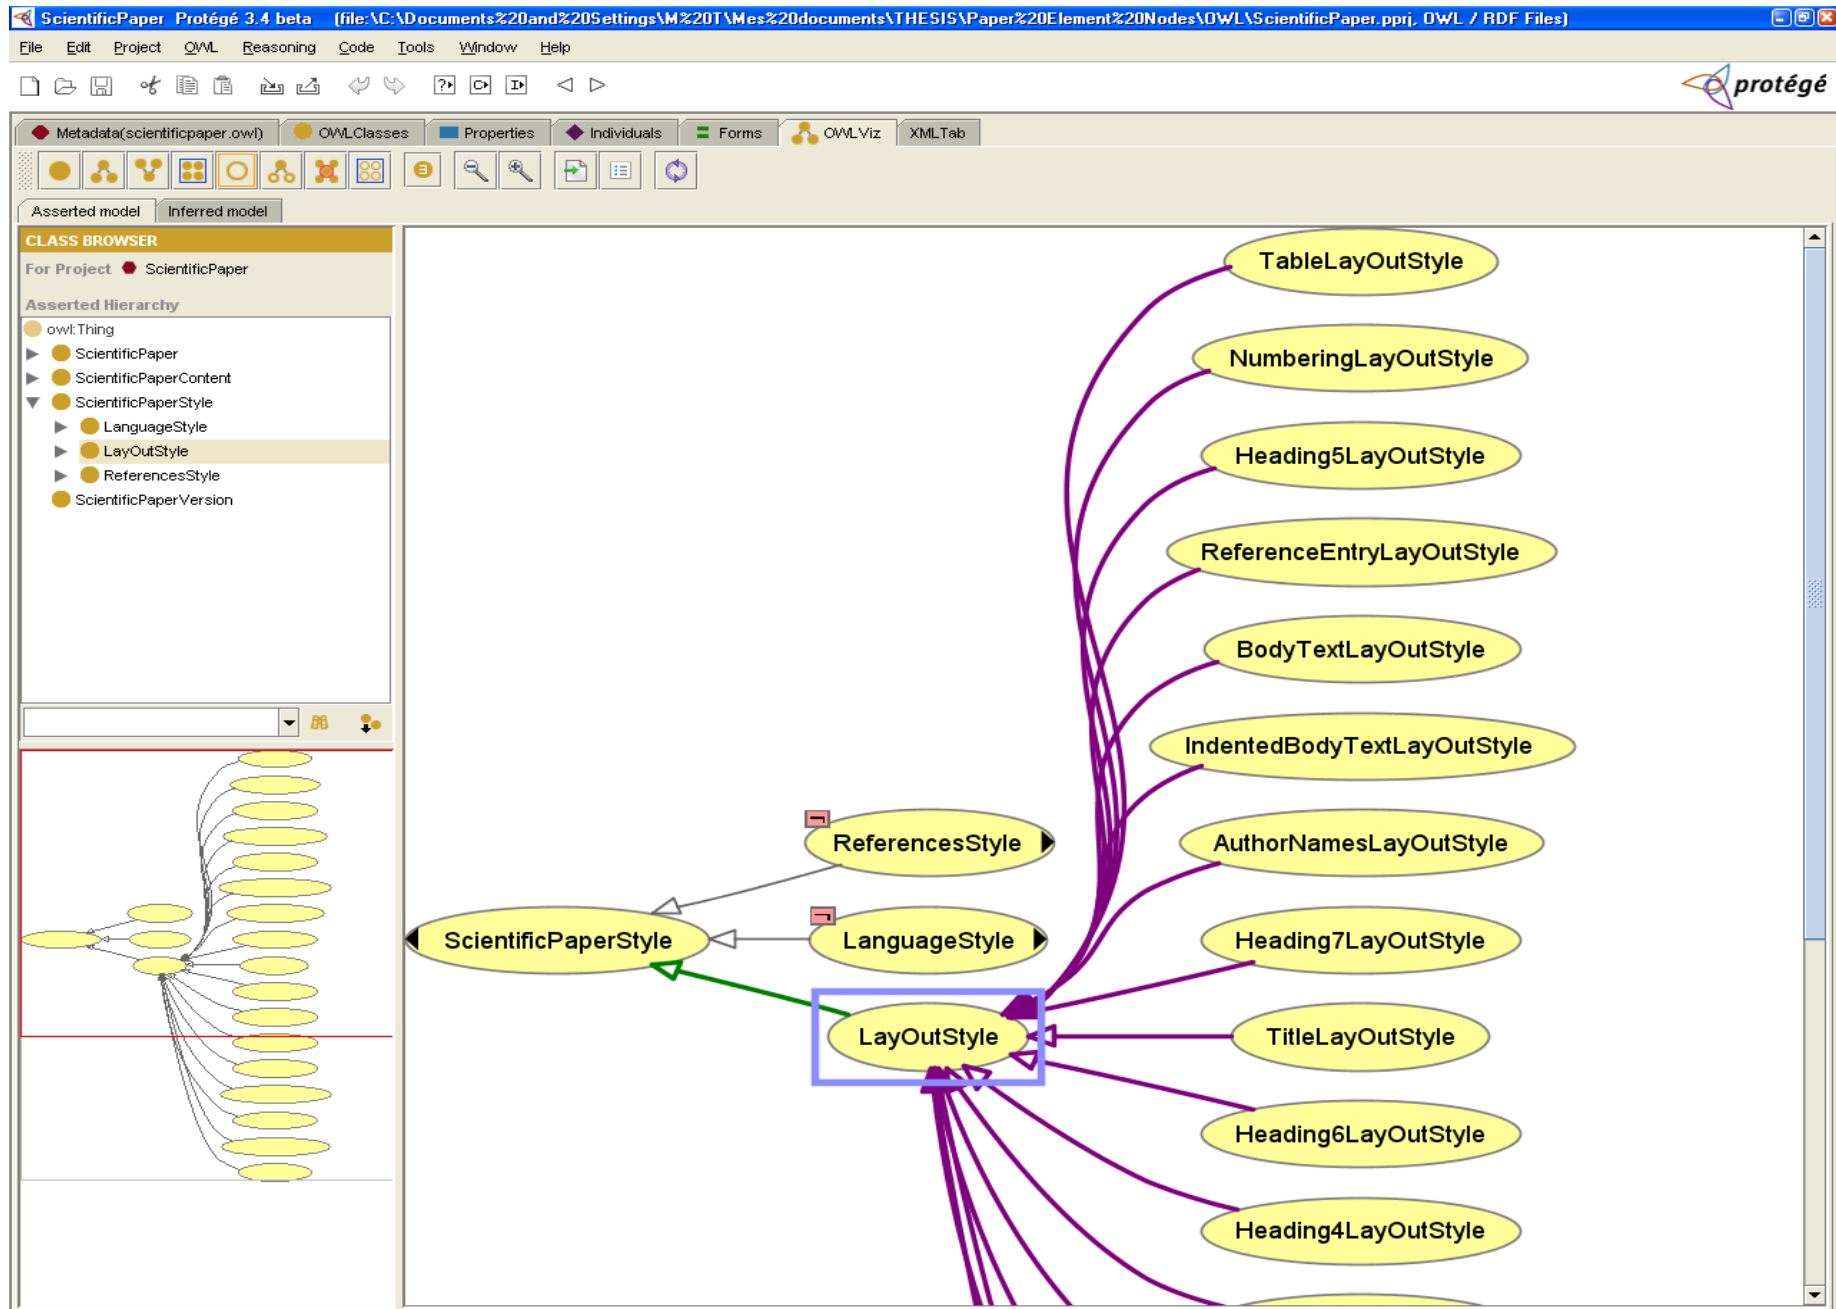 ScientificPaper Protégé 3.4 beta (file:\C:\Documents%20and%20Settings\M%20T\Mes%20documents\THESIS\Paper%20Element%20Nodes\OWL\ScientificPaper.pprj, OWL / RDF Files)
File Edit Project OWL Reasoning Code Tools Window Help
protégé
Metadata(scientificpaper.owl) OWLClasses Properties Individuals Forms OWLViz XMLTab
Asserted model Inferred model
CLASS BROWSER
For Project ScientificPaper
Asserted Hierarchy
owl:Thing
ScientificPaper
ScientificPaperContent
ScientificPaperStyle
LanguageStyle
LayOutStyle
ReferencesStyle
ScientificPaperVersion
TableLayOutStyle
NumberingLayOutStyle
Heading5LayOutStyle
ReferenceEntryLayOutStyle
BodyTextLayOutStyle
IndentedBodyTextLayOutStyle
ReferencesStyle
AuthorNamesLayOutStyle
ScientificPaperStyle
LanguageStyle
Heading7LayOutStyle
LayOutStyle
TitleLayOutStyle
Heading6LayOutStyle
Heading4LayOutStyle